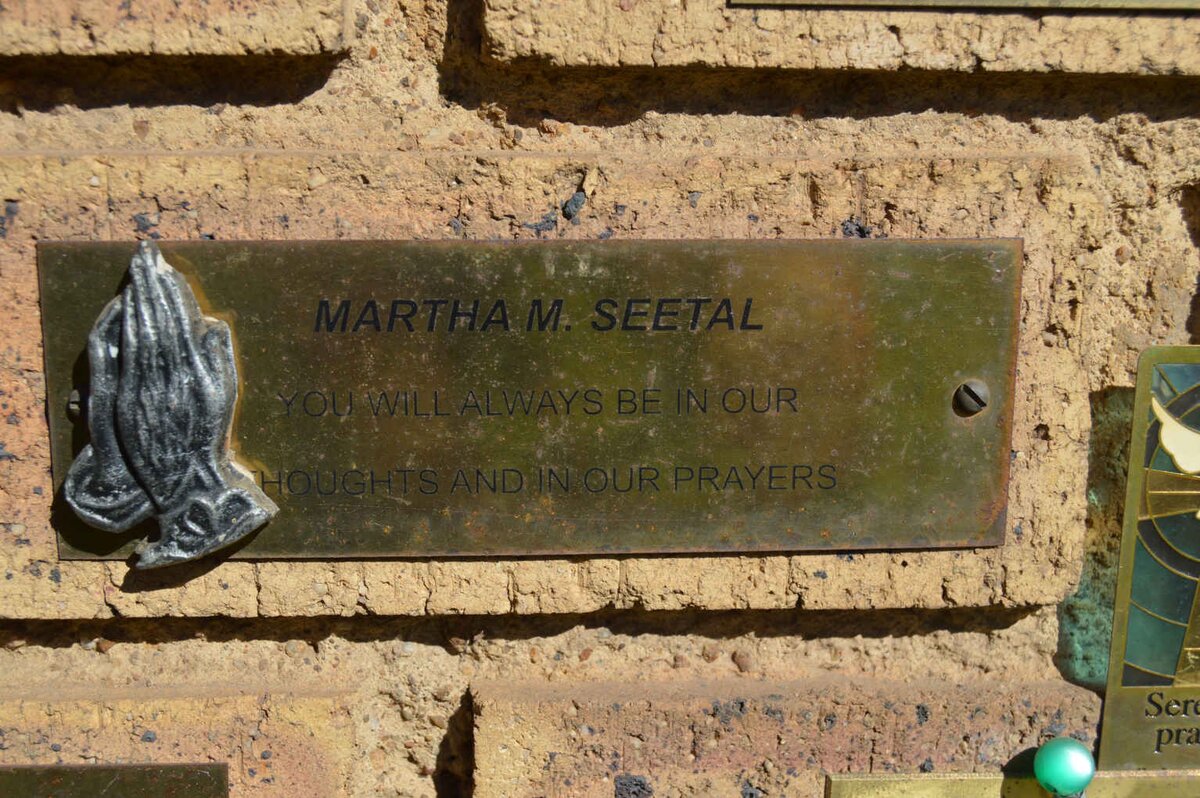 MARTHA M. SEETAL
YOU WILL ALWAYS BE IN OUR
THOUGHTS AND IN OUR PRAYERS